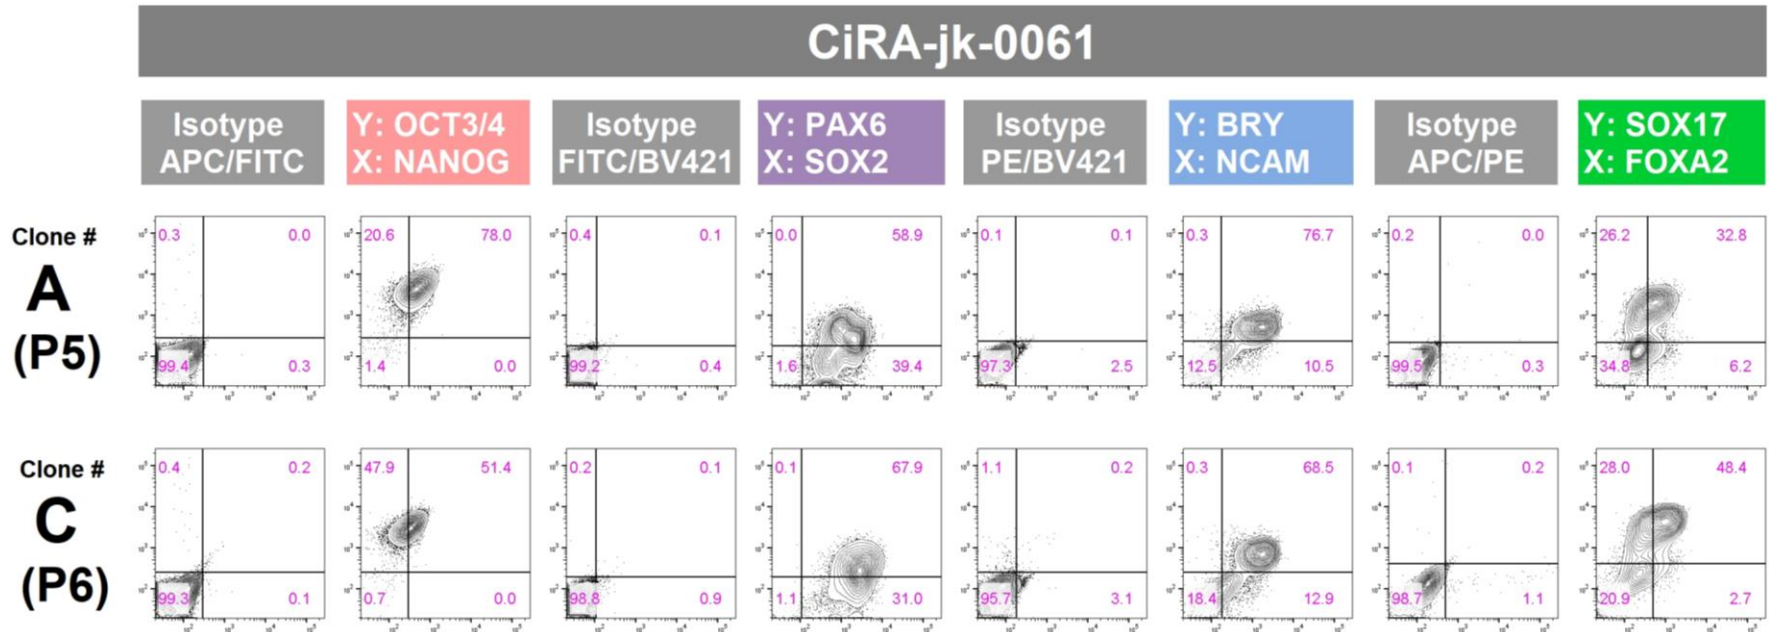 CiRA-jk-0061
Isotype
APC/FITC
Y: OCT3/4
X: NANOG
Isotype
FITC/BV421
Y: PAX6
X: SOX2
Isotype
PE/BV421
Y: BRY
X: NCAM
Isotype
APC/PE
Y: SOX17
X: FOXA2
Clone #
A
(P5)
0.3 0.0
99.4 0.3
20.6 78.0
1.4 0.0
0.4 0.1
99.2 0.4
0.0 58.9
1.6 39.4
0.1 0.1
97.3 2.5
0.3 76.7
12.5 10.5
0.2 0.0
99.5 0.3
26.2 32.8
34.8 6.2
Clone #
C
(P6)
0.4 0.2
99.3 0.1
47.9 51.4
0.7 0.0
0.2 0.1
98.8 0.9
0.1 67.9
1.1 31.0
1.1 0.2
95.7 3.1
0.3 68.5
18.4 12.9
0.1 0.2
98.7 1.1
28.0 48.4
20.9 2.7